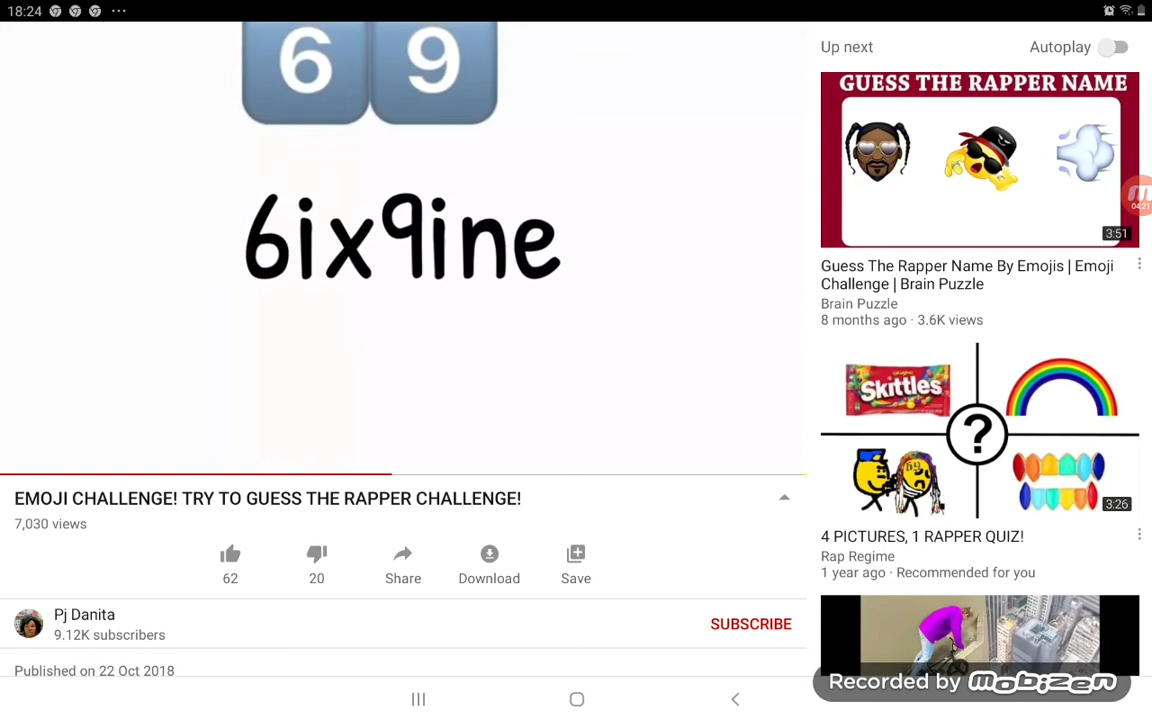 18:24
6 9
6ix9ine
EMOJI CHALLENGE! TRY TO GUESS THE RAPPER CHALLENGE!
7,030 views
62
20
Share
Download
Save
Pj Danita
9.12K subscribers
SUBSCRIBE
Published on 22 Oct 2018
Up next
Autoplay
GUESS THE RAPPER NAME
3:51
04:21
Guess The Rapper Name By Emojis | Emoji
Challenge | Brain Puzzle
Brain Puzzle
8 months ago · 3.6K views
Skittles
?
69
3:26
4 PICTURES, 1 RAPPER QUIZ!
Rap Regime
1 year ago · Recommended for you
Recorded by mobizen